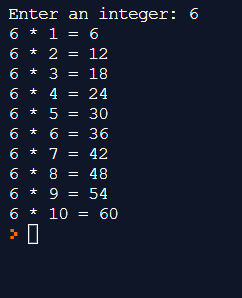 Enter an integer: 6
6 * 1 = 6
6 * 2 = 12
6 * 3 = 18
6 * 4 = 24
6 * 5 = 30
6 * 6 = 36
6 * 7 = 42
6 * 8 = 48
6 * 9 = 54
6 * 10 = 60
>